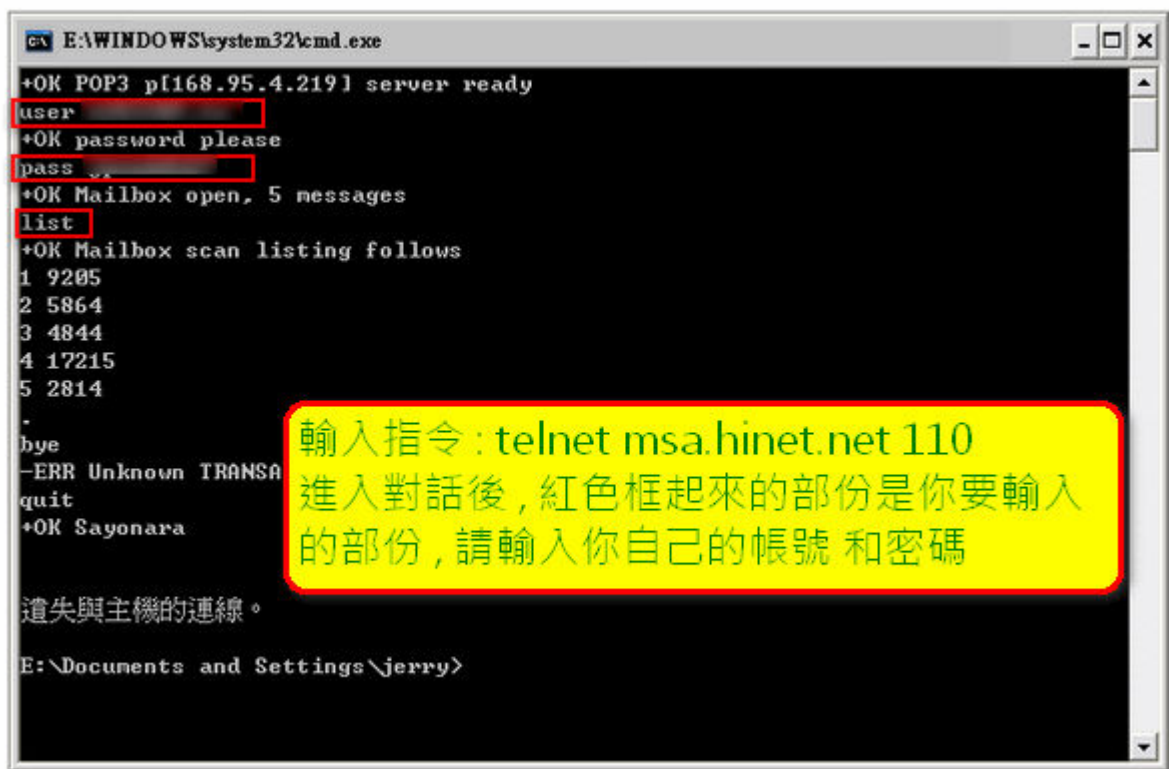 E:\WINDOWS\system32\cmd.exe
+OK POP3 p[168.95.4.219] server ready
user
+OK password please
pass
+OK Mailbox open, 5 messages
list
+OK Mailbox scan listing follows
1 9205
2 5864
3 4844
4 17215
5 2814
.
bye
-ERR Unknown TRANSA
quit
+OK Sayonara
輸入指令 : telnet msa.hinet.net 110
進入對話後 , 紅色框起來的部份是你要輸入
的部份 , 請輸入你自己的帳號 和密碼
遺失與主機的連線。
E:\Documents and Settings\jerry>